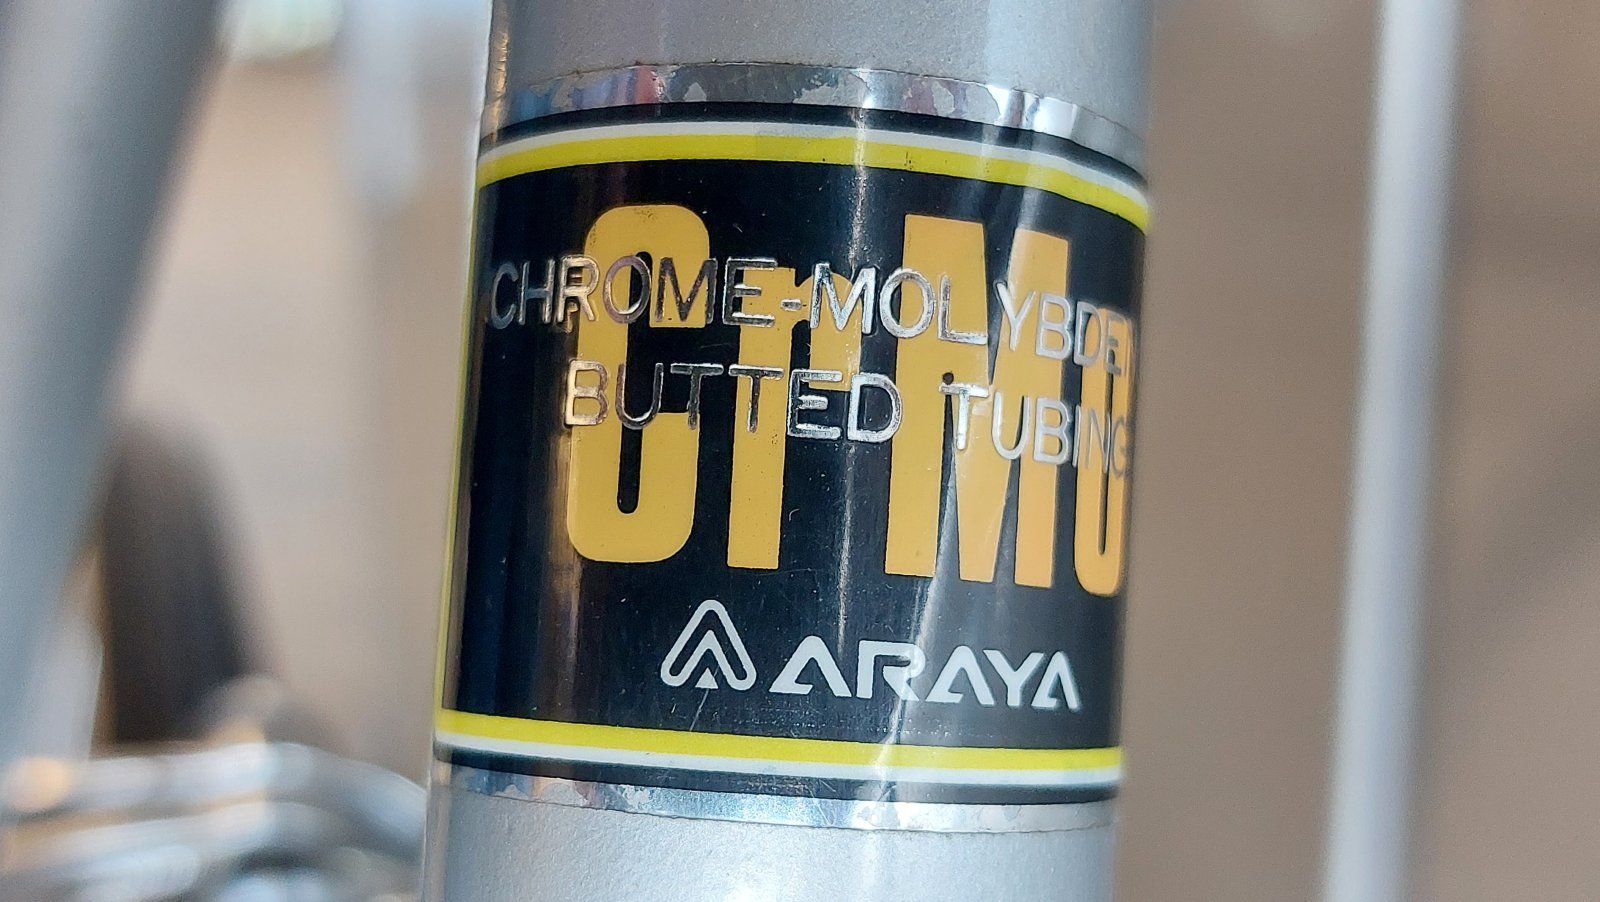 CHROME-MOLYBDE
BUTTED TUBING
CrMo
ARAYA